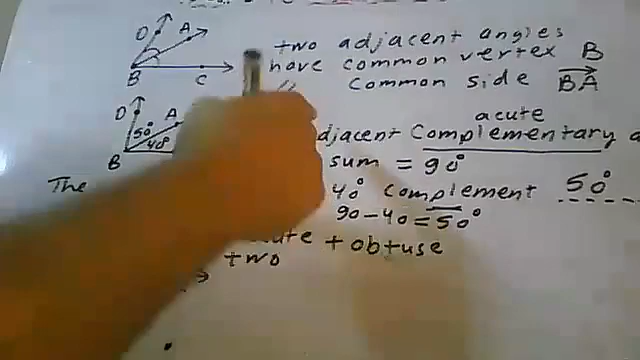 D A
two adjacent angles
have common vertex B
B C
common side BA
D A
50° 40°
B
acute
djacent Complementary a
sum = 90°
The
40° complement 50°
90-40=50°
ute + obtuse
two